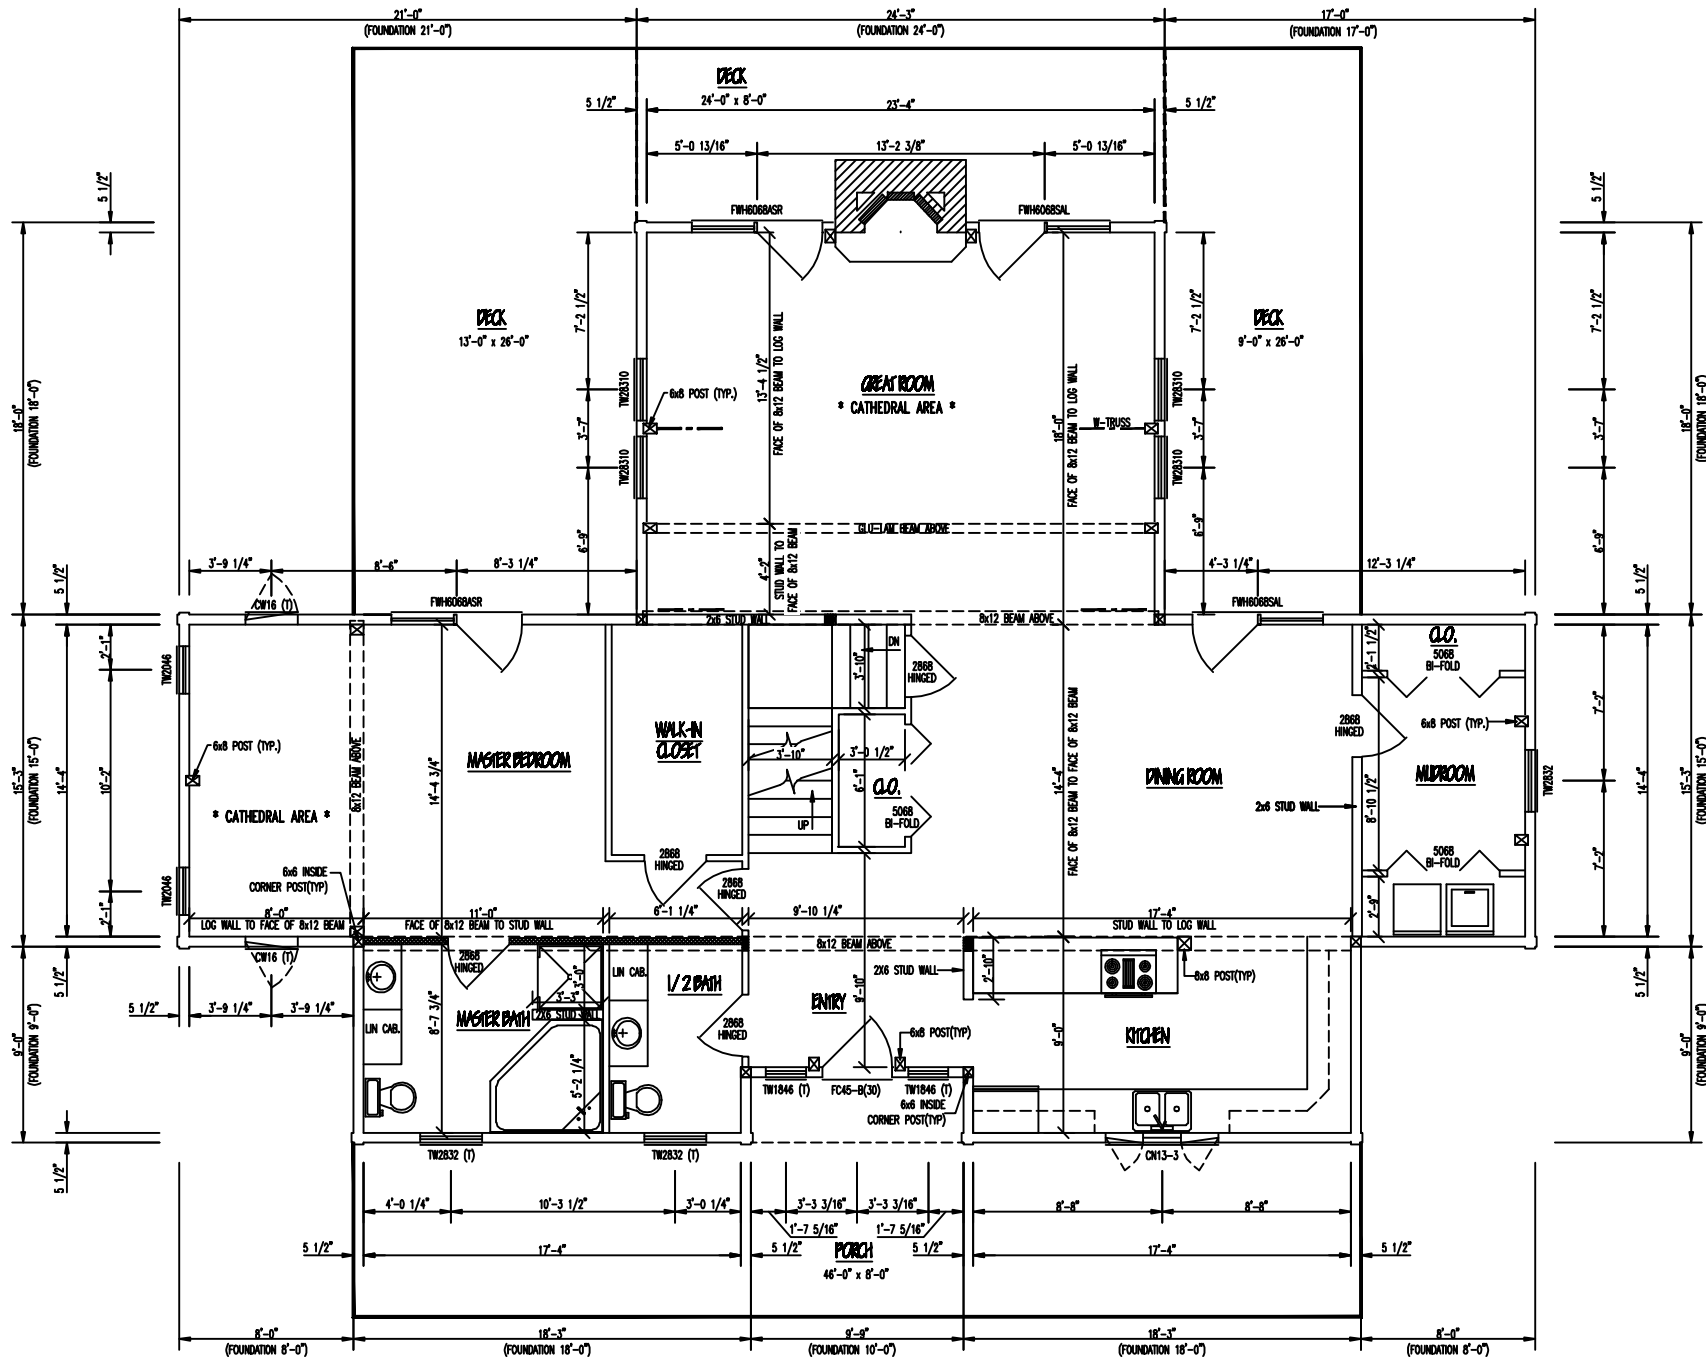 21'-0"
(FOUNDATION 21'-0")
24'-3"
(FOUNDATION 24'-0")
17'-0"
(FOUNDATION 17'-0")
DECK
24'-0" x 8'-0"
5 1/2"
23'-4"
5 1/2"
5'-0 13/16"
13'-2 3/8"
5'-0 13/16"
5 1/2"
5 1/2"
FWH6068ASR
FWH6068SAL
18'-0"
(FOUNDATION 18'-0")
DECK
13'-0" x 26'-0"
7'-2 1/2"
3'-7"
6'-9"
TW28310
TW28310
6x8 POST (TYP.)
13'-4 1/2"
FACE OF 8x12 BEAM TO LOG WALL
GREAT ROOM
* CATHEDRAL AREA *
18'-0"
FACE OF 8x12 BEAM TO LOG WALL
W-TRUSS
TW28310
TW28310
7'-2 1/2"
3'-7"
6'-9"
DECK
9'-0" x 26'-0"
7'-2 1/2"
3'-7"
6'-9"
18'-0"
(FOUNDATION 18'-0")
GLU-LAM BEAM ABOVE
4'-2"
STUD WALL TO
FACE OF 8x12 BEAM
5 1/2"
3'-9 1/4"
8'-6"
8'-3 1/4"
4'-3 1/4"
12'-3 1/4"
5 1/2"
CW16 (T)
FWH6068ASR
FWH6068SAL
2x6 STUD WALL
8x12 BEAM ABOVE
15'-3"
(FOUNDATION 15'-0")
14'-4"
2'-1"
10'-2"
2'-1"
TW2046
TW2046
6x8 POST (TYP.)
* CATHEDRAL AREA *
8x12 BEAM ABOVE
MASTER BEDROOM
14'-4 3/4"
WALK-IN
CLOSET
3'-10"
DN
2868
HINGED
3'-10"
3'-0 1/2"
6'-1"
CLO.
5068
BI-FOLD
UP
14'-4"
FACE OF 8x12 BEAM TO FACE OF 8x12 BEAM
DINING ROOM
2868
HINGED
2x6 STUD WALL
CLO.
5068
BI-FOLD
2'-1 1/2"
6x8 POST (TYP.)
MUDROOM
8'-10 1/2"
5068
BI-FOLD
2'-9"
TW2832
7'-2"
7'-2"
14'-4"
15'-3"
(FOUNDATION 15'-0")
6x6 INSIDE
CORNER POST(TYP)
2868
HINGED
2868
HINGED
8'-0"
LOG WALL TO FACE OF 8x12 BEAM
11'-0"
FACE OF 8x12 BEAM TO STUD WALL
6'-1 1/4"
9'-10 1/4"
17'-4"
STUD WALL TO LOG WALL
8x12 BEAM ABOVE
CW16 (T)
5 1/2"
5 1/2"
3'-9 1/4"
3'-9 1/4"
2868
HINGED
LIN CAB.
MASTER BATH
8'-7 3/4"
3'-0"
3'-3"
2X6 STUD WALL
5'-2 1/4"
LIN CAB.
1/2 BATH
2868
HINGED
ENTRY
9'-10"
2X6 STUD WALL
2'-10"
8x8 POST(TYP)
6x8 POST(TYP)
KITCHEN
9'-0"
5 1/2"
9'-0"
(FOUNDATION 9'-0")
9'-0"
(FOUNDATION 9'-0")
TW1846 (T)
FC45-B(30)
TW1846 (T)
6x6 INSIDE
CORNER POST(TYP)
5 1/2"
TW2832 (T)
TW2832 (T)
CN13-3
4'-0 1/4"
10'-3 1/2"
3'-0 1/4"
3'-3 3/16"
3'-3 3/16"
8'-8"
8'-8"
1'-7 5/16"
1'-7 5/16"
5 1/2"
17'-4"
5 1/2"
PORCH
46'-0" x 8'-0"
5 1/2"
17'-4"
5 1/2"
8'-0"
(FOUNDATION 8'-0")
18'-3"
(FOUNDATION 18'-0")
9'-9"
(FOUNDATION 10'-0")
18'-3"
(FOUNDATION 18'-0")
8'-0"
(FOUNDATION 8'-0")